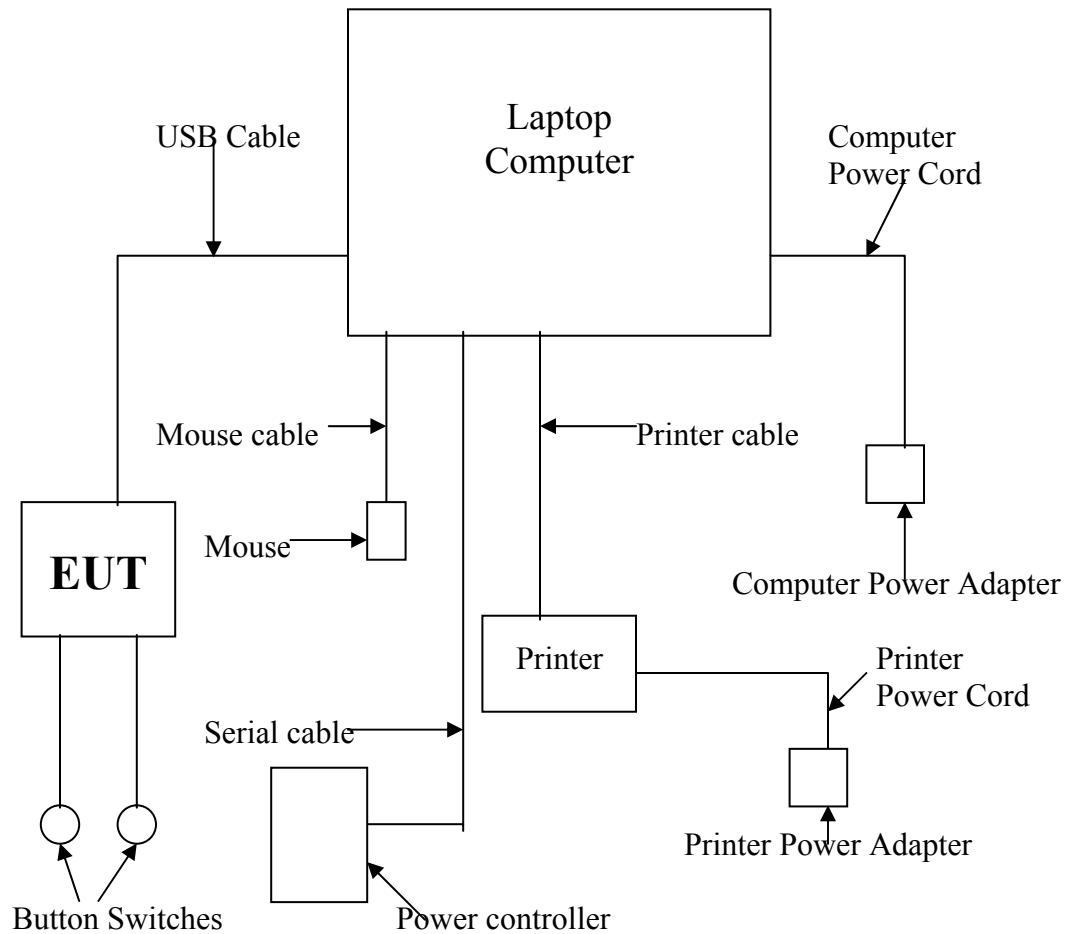 Laptop
Computer
USB Cable
Computer
Power Cord
Mouse cable
Printer cable
Mouse
EUT
Computer Power Adapter
Printer
Printer
Power Cord
Serial cable
Printer Power Adapter
Button Switches
Power controller